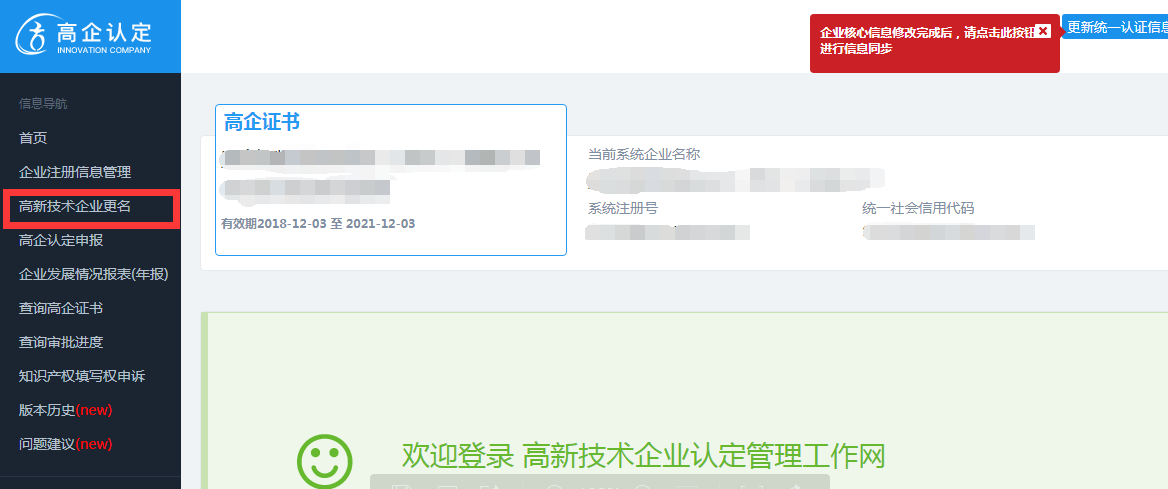 高企认定
INNOVATION COMPANY
企业核心信息修改完成后，请点击此按钮
进行信息同步
更新统一认证信息
信息导航
首页
企业注册信息管理
高新技术企业更名
高企认定申报
企业发展情况报表(年报)
查询高企证书
查询审批进度
知识产权填写权申诉
版本历史(new)
问题建议(new)
高企证书
有效期2018-12-03 至 2021-12-03
当前系统企业名称
系统注册号
统一社会信用代码
欢迎登录 高新技术企业认定管理工作网